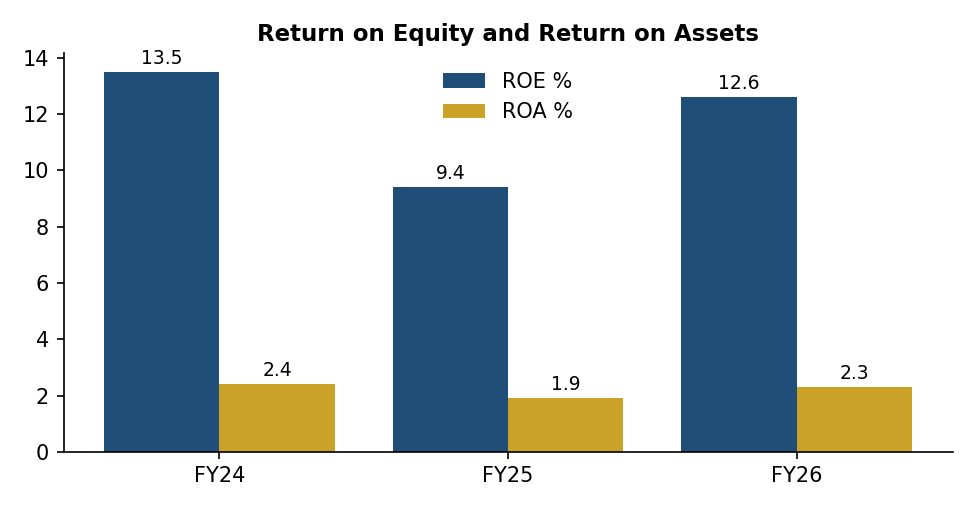 Return on Equity and Return on Assets
ROE %
ROA %
14
12
10
8
6
4
2
0
13.5
2.4
9.4
1.9
12.6
2.3
FY24
FY25
FY26